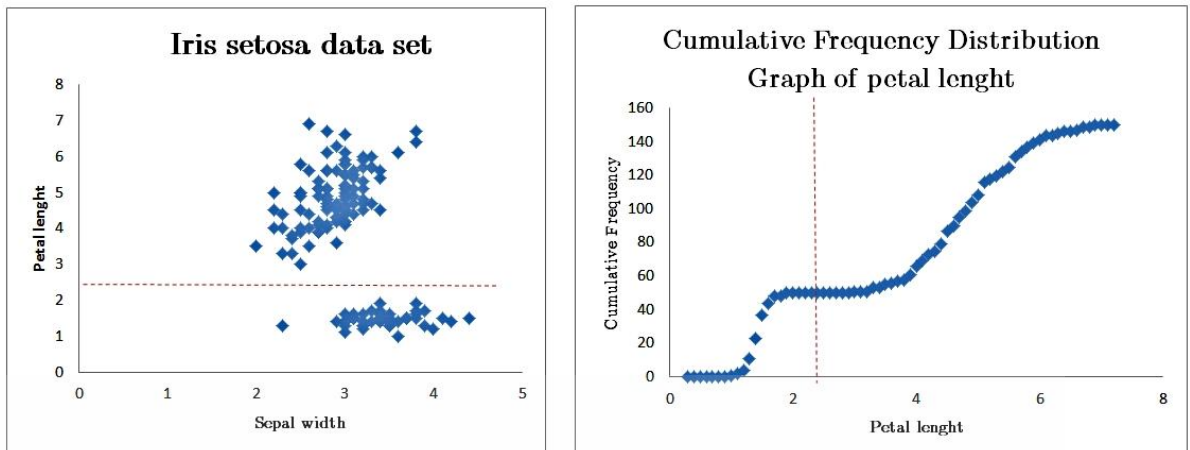 Iris setosa data set
8
7
6
5
4
3
2
1
0
Petal lenght
0 1 2 3 4 5
Sepal width
Cumulative Frequency Distribution
Graph of petal lenght
160
140
120
100
80
60
40
20
0
Cumulative Frequency
0 2 4 6 8
Petal lenght